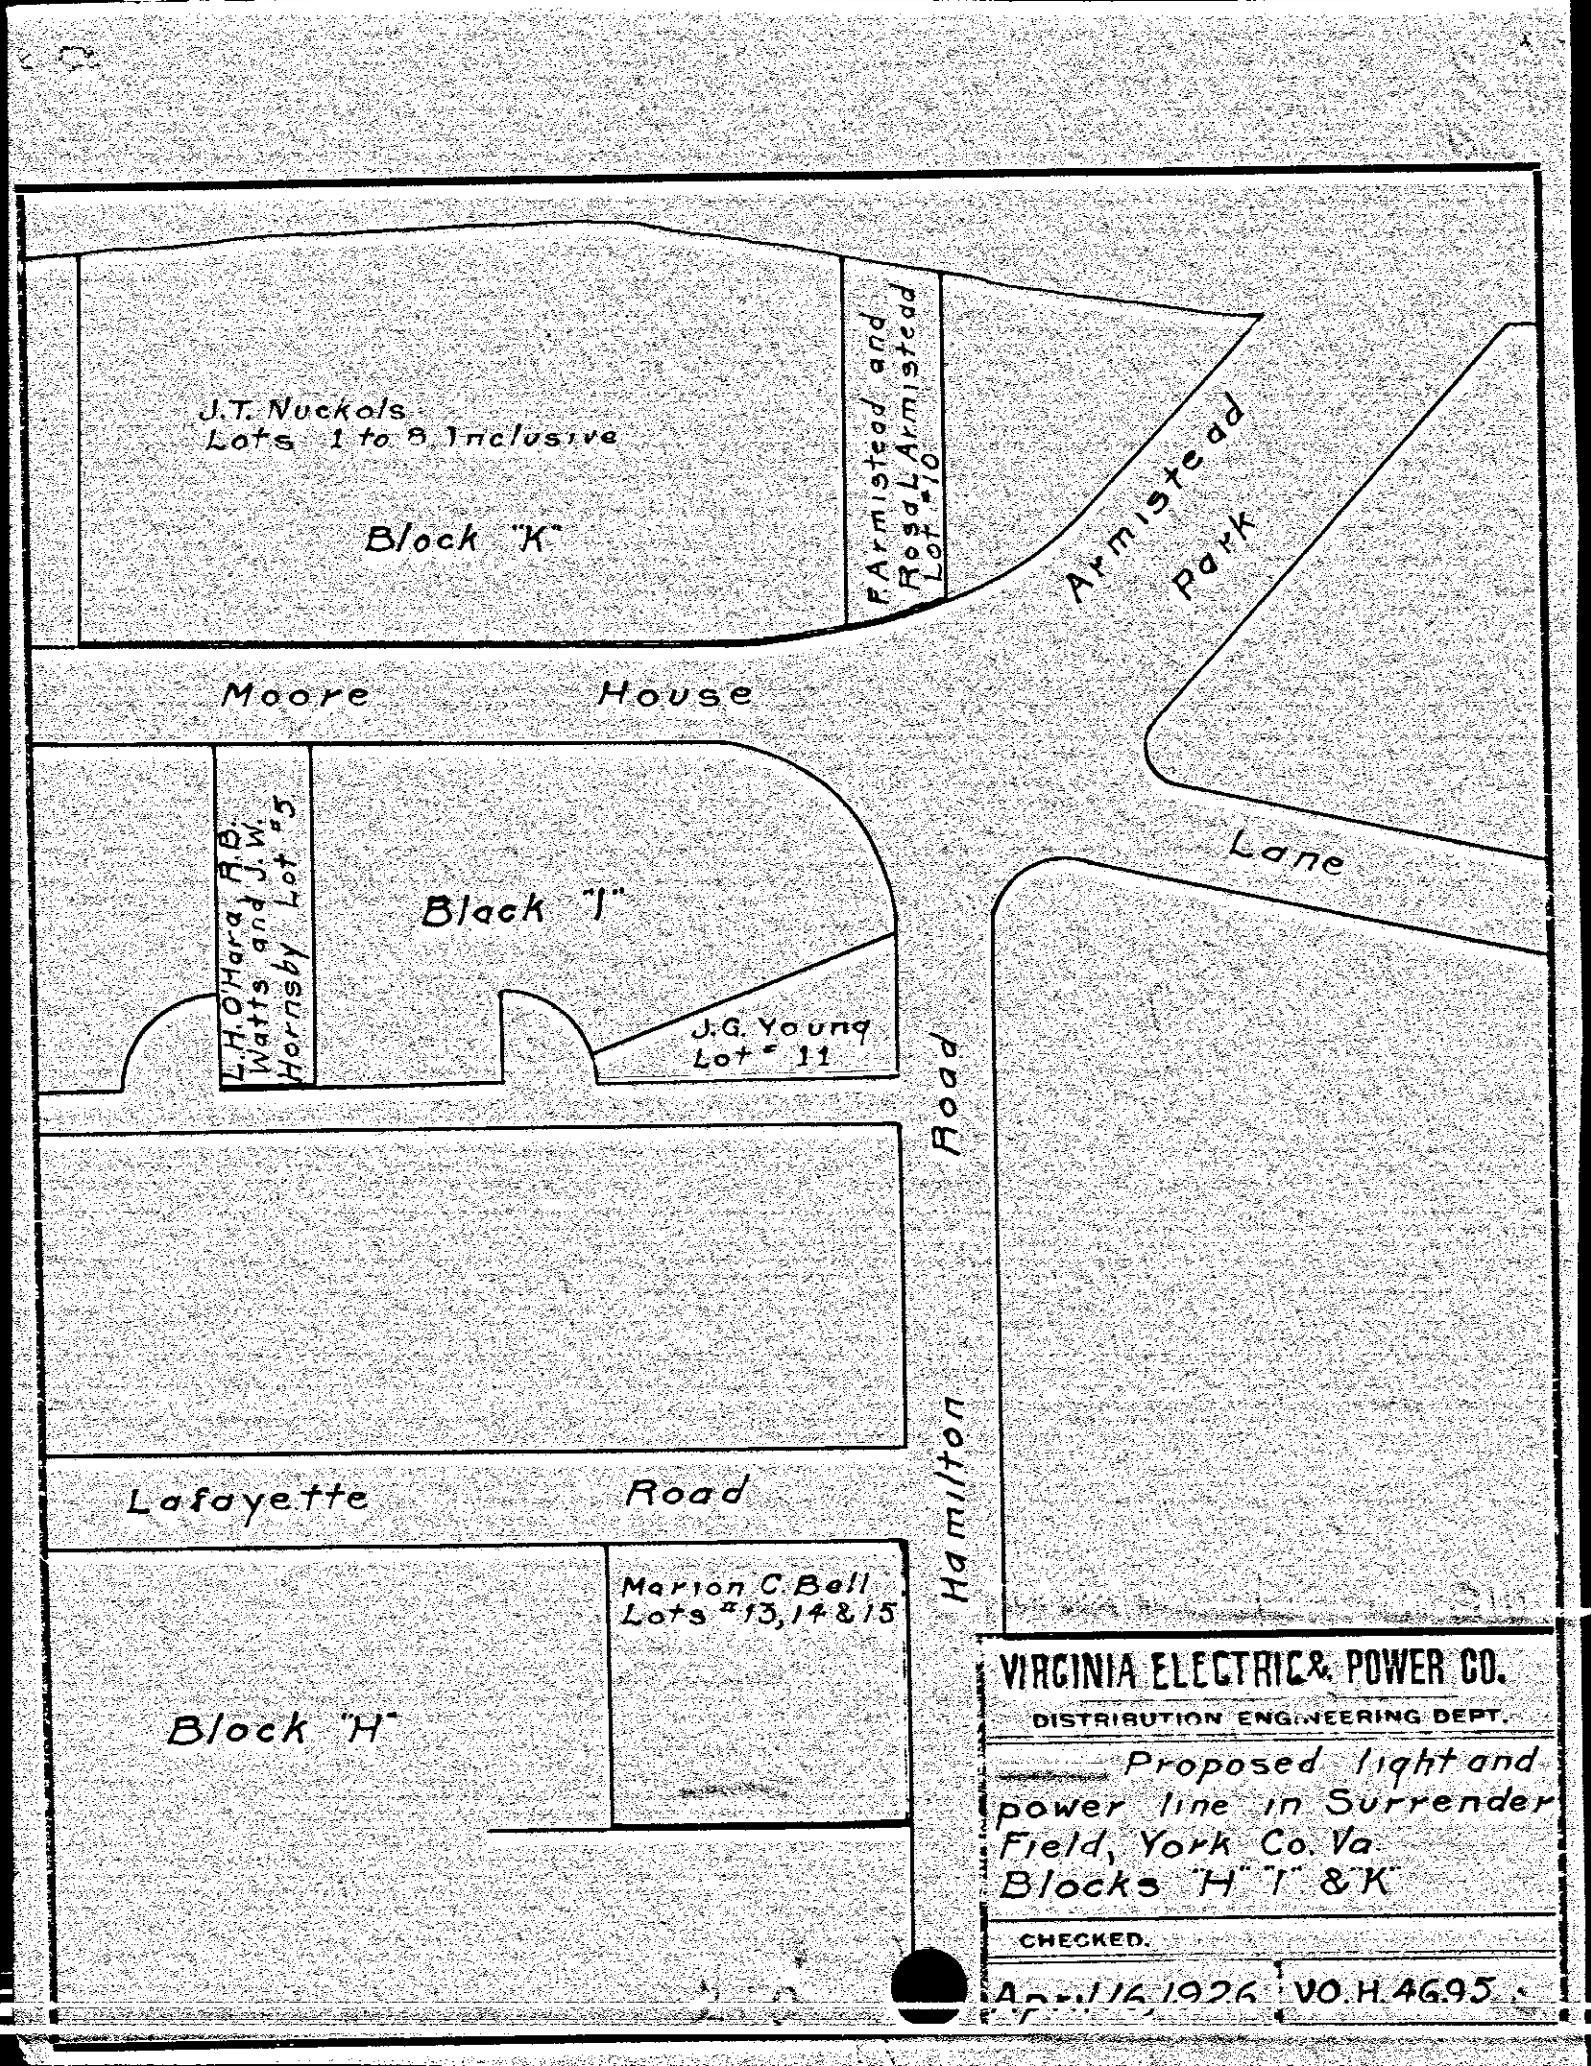 J.T. Nuckols
Lots 1 to 8 Inclusive
Block "K"
F. Armistead and
Rosa L. Armistead
Lot #10
Armistead
Park
Moore House
Lane
L.H. O'Hara, R.B.
Watts and J.W.
Hornsby Lot #5
Block "I"
J.G. Young
Lot # 11
Road
Hamilton
Lafayette Road
Marion C. Bell
Lots #13, 14 & 15
Block "H"
VIRGINIA ELECTRIC & POWER CO.
DISTRIBUTION ENGINEERING DEPT.
Proposed light and
power line in Surrender
Field, York Co. Va.
Blocks "H" "I" & "K"
CHECKED.
April 16, 1926
VO. H. 4695